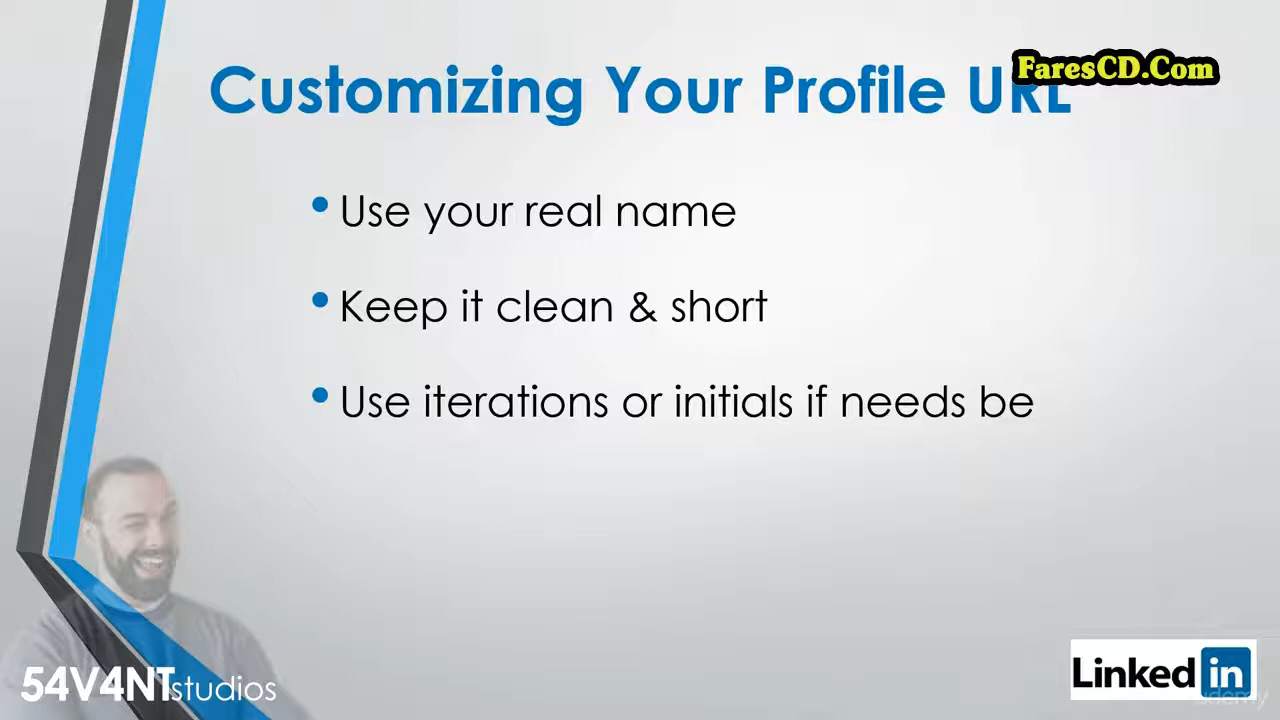 FaresCD.Com
Customizing Your Profile URL
• Use your real name
• Keep it clean & short
• Use iterations or initials if needs be
54V4NTstudios
Linked in
udemy